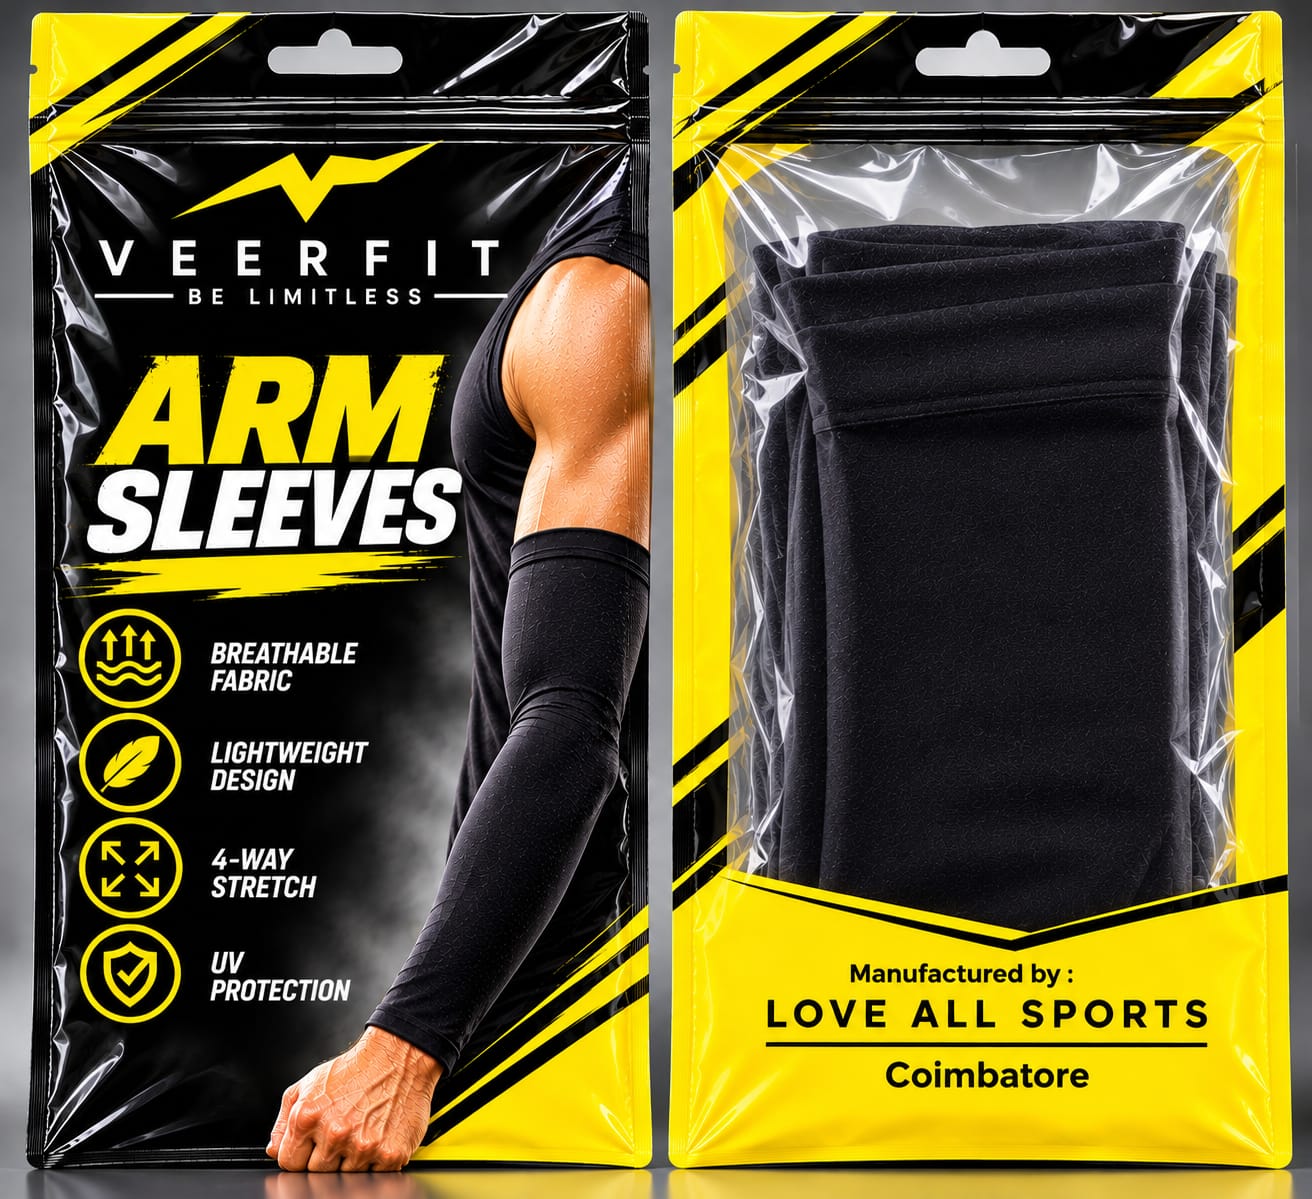 VEERFIT
BE LIMITLESS
ARM
SLEEVES
BREATHABLE
FABRIC
LIGHTWEIGHT
DESIGN
4-WAY
STRETCH
UV
PROTECTION
Manufactured by :
LOVE ALL SPORTS
Coimbatore